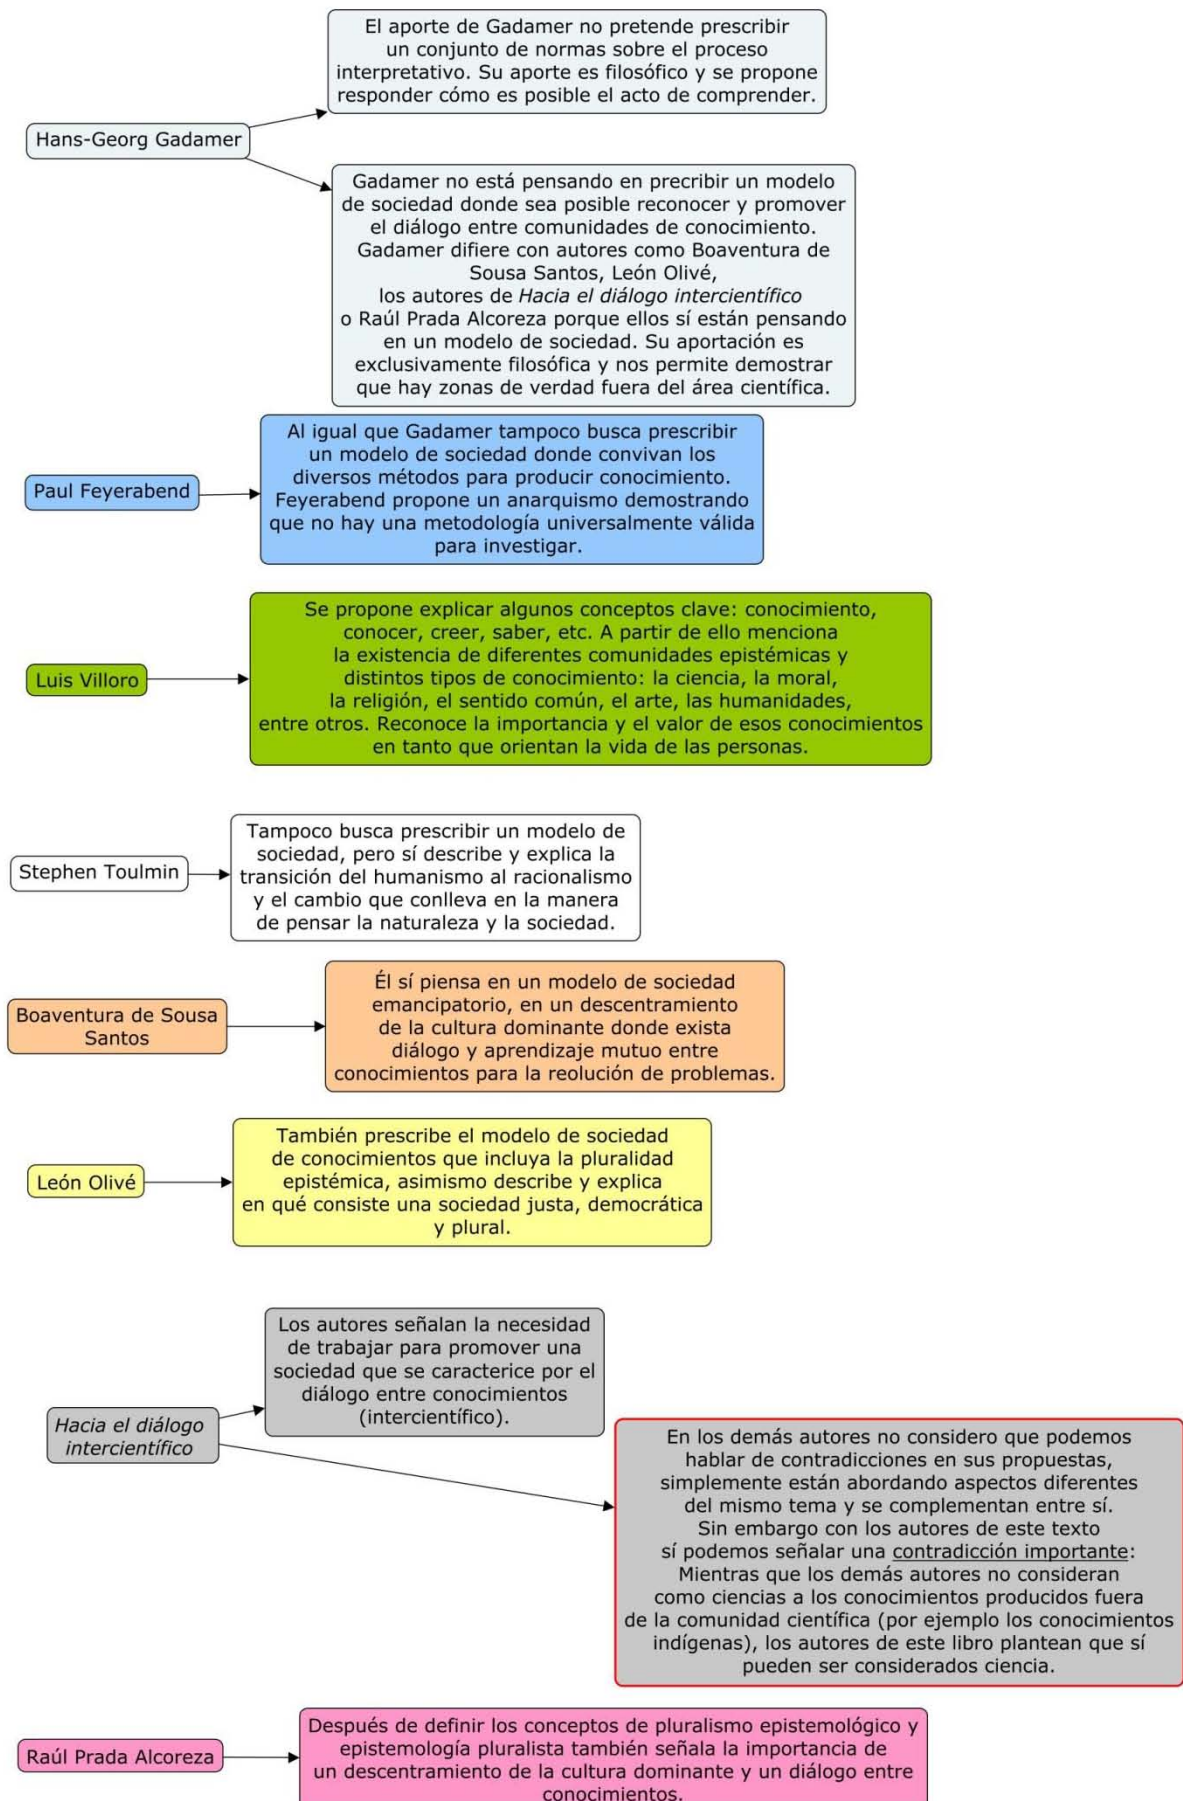 El aporte de Gadamer no pretende prescribir
un conjunto de normas sobre el proceso
interpretativo. Su aporte es filosófico y se propone
responder cómo es posible el acto de comprender.
Hans-Georg Gadamer
Gadamer no está pensando en precribir un modelo
de sociedad donde sea posible reconocer y promover
el diálogo entre comunidades de conocimiento.
Gadamer difiere con autores como Boaventura de
Sousa Santos, León Olivé,
los autores de Hacia el diálogo intercientífico
o Raúl Prada Alcoreza porque ellos sí están pensando
en un modelo de sociedad. Su aportación es
exclusivamente filosófica y nos permite demostrar
que hay zonas de verdad fuera del área científica.
Paul Feyerabend
Al igual que Gadamer tampoco busca prescribir
un modelo de sociedad donde convivan los
diversos métodos para producir conocimiento.
Feyerabend propone un anarquismo demostrando
que no hay una metodología universalmente válida
para investigar.
Luis Villoro
Se propone explicar algunos conceptos clave: conocimiento,
conocer, creer, saber, etc. A partir de ello menciona
la existencia de diferentes comunidades epistémicas y
distintos tipos de conocimiento: la ciencia, la moral,
la religión, el sentido común, el arte, las humanidades,
entre otros. Reconoce la importancia y el valor de esos conocimientos
en tanto que orientan la vida de las personas.
Stephen Toulmin
Tampoco busca prescribir un modelo de
sociedad, pero sí describe y explica la
transición del humanismo al racionalismo
y el cambio que conlleva en la manera
de pensar la naturaleza y la sociedad.
Boaventura de Sousa
Santos
Él sí piensa en un modelo de sociedad
emancipatorio, en un descentramiento
de la cultura dominante donde exista
diálogo y aprendizaje mutuo entre
conocimientos para la reolución de problemas.
León Olivé
También prescribe el modelo de sociedad
de conocimientos que incluya la pluralidad
epistémica, asimismo describe y explica
en qué consiste una sociedad justa, democrática
y plural.
Hacia el diálogo
intercientífico
Los autores señalan la necesidad
de trabajar para promover una
sociedad que se caracterice por el
diálogo entre conocimientos
(intercientífico).
En los demás autores no considero que podemos
hablar de contradicciones en sus propuestas,
simplemente están abordando aspectos diferentes
del mismo tema y se complementan entre sí.
Sin embargo con los autores de este texto
sí podemos señalar una contradicción importante:
Mientras que los demás autores no consideran
como ciencias a los conocimientos producidos fuera
de la comunidad científica (por ejemplo los conocimientos
indígenas), los autores de este libro plantean que sí
pueden ser considerados ciencia.
Raúl Prada Alcoreza
Después de definir los conceptos de pluralismo epistemológico y
epistemología pluralista también señala la importancia de
un descentramiento de la cultura dominante y un diálogo entre
conocimientos.